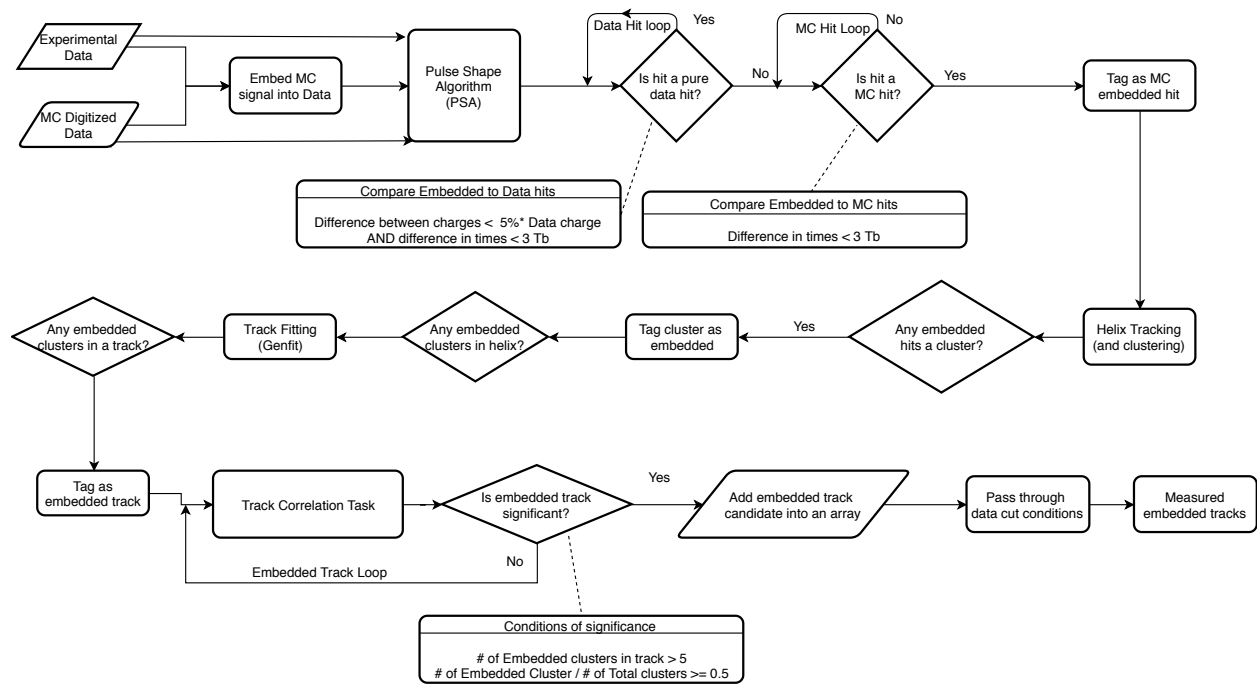 Experimental
Data
MC Digitized
Data
Embed MC
signal into Data
Pulse Shape
Algorithm
(PSA)
Data Hit loop
Yes
Is hit a pure
data hit?
No
MC Hit Loop
No
Is hit a
MC hit?
Yes
Tag as MC
embedded hit
Compare Embedded to Data hits
Difference between charges < 5%* Data charge
AND difference in times < 3 Tb
Compare Embedded to MC hits
Difference in times < 3 Tb
Any embedded
clusters in a track?
Track Fitting
(Genfit)
Any embedded
clusters in helix?
Tag cluster as
embedded
Yes
Any embedded
hits a cluster?
Helix Tracking
(and clustering)
Tag as
embedded track
Track Correlation Task
Is embedded track
significant?
Yes
No
Embedded Track Loop
Add embedded track
candidate into an array
Pass through
data cut conditions
Measured
embedded tracks
Conditions of significance
# of Embedded clusters in track > 5
# of Embedded Cluster / # of Total clusters >= 0.5